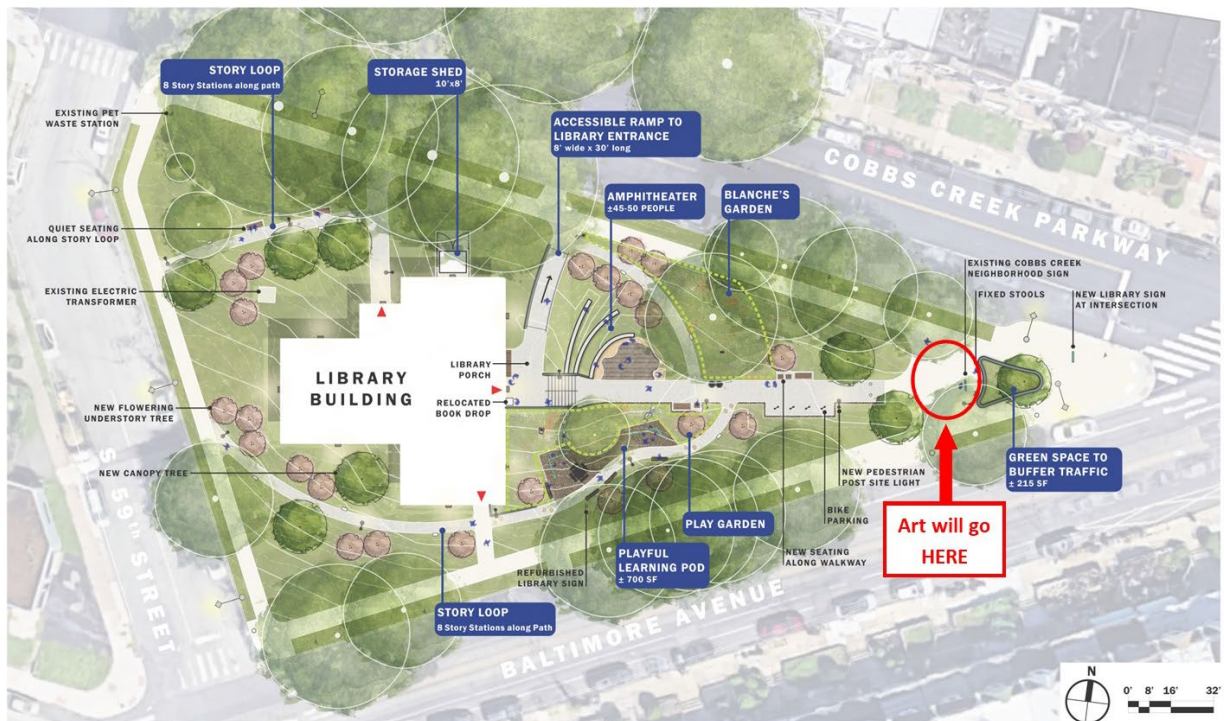 STORY LOOP
8 Story Stations along path
STORAGE SHED
10'x8'
EXISTING PET
WASTE STATION
ACCESSIBLE RAMP TO
LIBRARY ENTRANCE
8' wide x 30' long
COBBS CREEK PARKWAY
AMPHITHEATER
±45-50 PEOPLE
BLANCHE'S
GARDEN
QUIET SEATING
ALONG STORY LOOP
EXISTING COBBS CREEK
NEIGHBORHOOD SIGN
FIXED STOOLS
NEW LIBRARY SIGN
AT INTERSECTION
EXISTING ELECTRIC
TRANSFORMER
LIBRARY
PORCH
LIBRARY
BUILDING
RELOCATED
BOOK DROP
NEW FLOWERING
UNDERSTORY TREE
NEW CANOPY TREE
S 59th STREET
GREEN SPACE TO
BUFFER TRAFFIC
± 215 SF
NEW PEDESTRIAN
POST SITE LIGHT
Art will go
HERE
BIKE
PARKING
PLAY GARDEN
NEW SEATING
ALONG WALKWAY
PLAYFUL
LEARNING POD
± 700 SF
REFURBISHED
LIBRARY SIGN
STORY LOOP
8 Story Stations along Path
BALTIMORE AVENUE
N
0' 8' 16' 32'